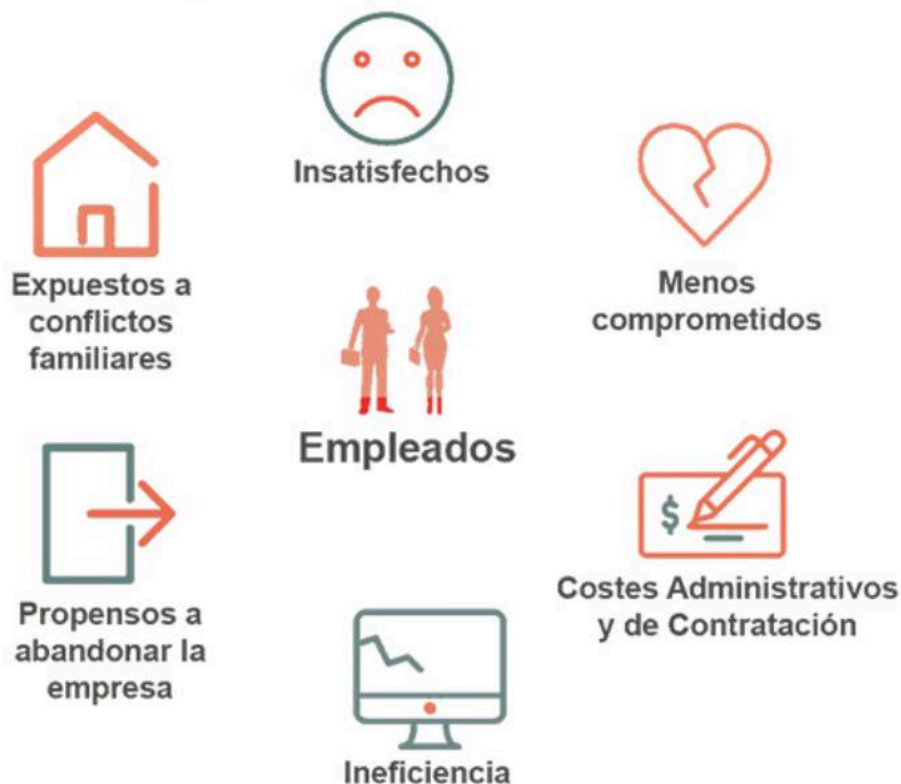 Insatisfechos
Expuestos a
conflictos
familiares
Menos
comprometidos
Empleados
$
Propensos a
abandonar la
empresa
Costes Administrativos
y de Contratación
Ineficiencia